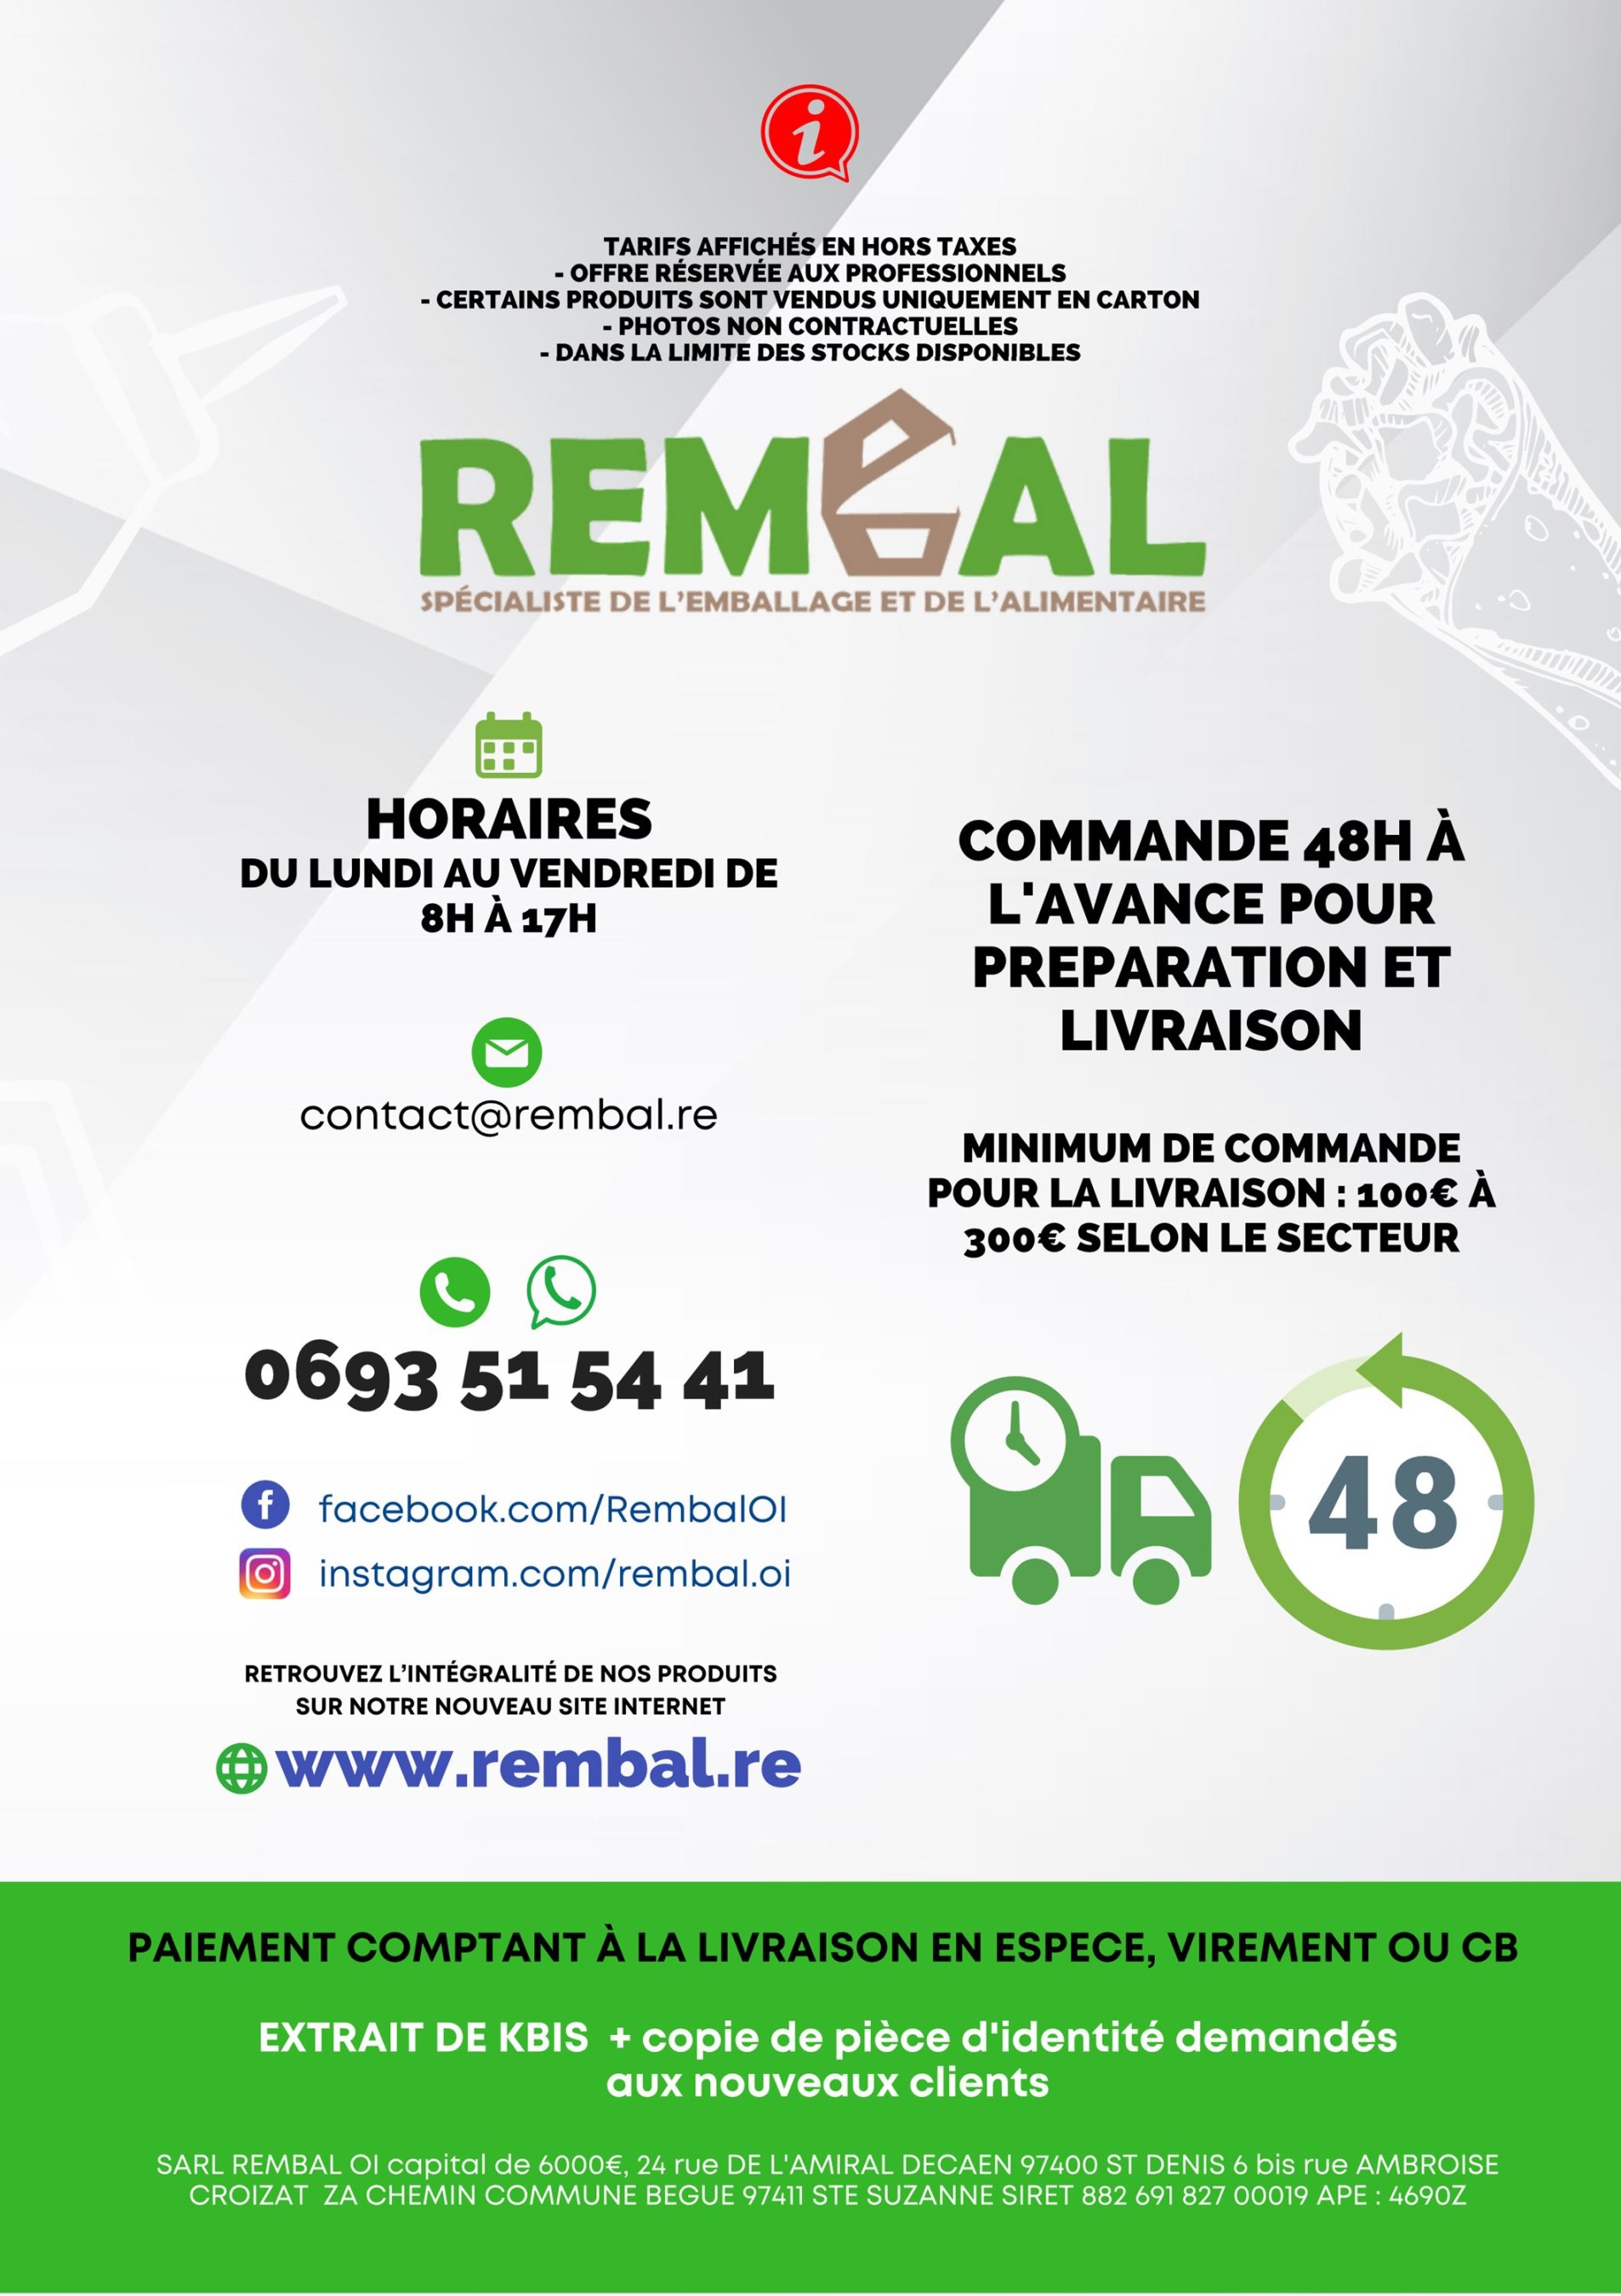 TARIFS AFFICHÉS EN HORS TAXES
- OFFRE RÉSERVÉE AUX PROFESSIONNELS
- CERTAINS PRODUITS SONT VENDUS UNIQUEMENT EN CARTON
- PHOTOS NON CONTRACTUELLES
- DANS LA LIMITE DES STOCKS DISPONIBLES
REMBAL
SPÉCIALISTE DE L'EMBALLAGE ET DE L'ALIMENTAIRE
HORAIRES
DU LUNDI AU VENDREDI DE
8H À 17H
contact@rembal.re
0693 51 54 41
facebook.com/RembalOI
instagram.com/rembal.oi
RETROUVEZ L'INTÉGRALITÉ DE NOS PRODUITS
SUR NOTRE NOUVEAU SITE INTERNET
www.rembal.re
COMMANDE 48H À
L'AVANCE POUR
PREPARATION ET
LIVRAISON
MINIMUM DE COMMANDE
POUR LA LIVRAISON : 100€ À
300€ SELON LE SECTEUR
48
PAIEMENT COMPTANT À LA LIVRAISON EN ESPECE, VIREMENT OU CB
EXTRAIT DE KBIS + copie de pièce d'identité demandés
aux nouveaux clients
SARL REMBAL OI capital de 6000€, 24 rue DE L'AMIRAL DECAEN 97400 ST DENIS 6 bis rue AMBROISE
CROIZAT ZA CHEMIN COMMUNE BEGUE 97411 STE SUZANNE SIRET 882 691 827 00019 APE : 4690Z